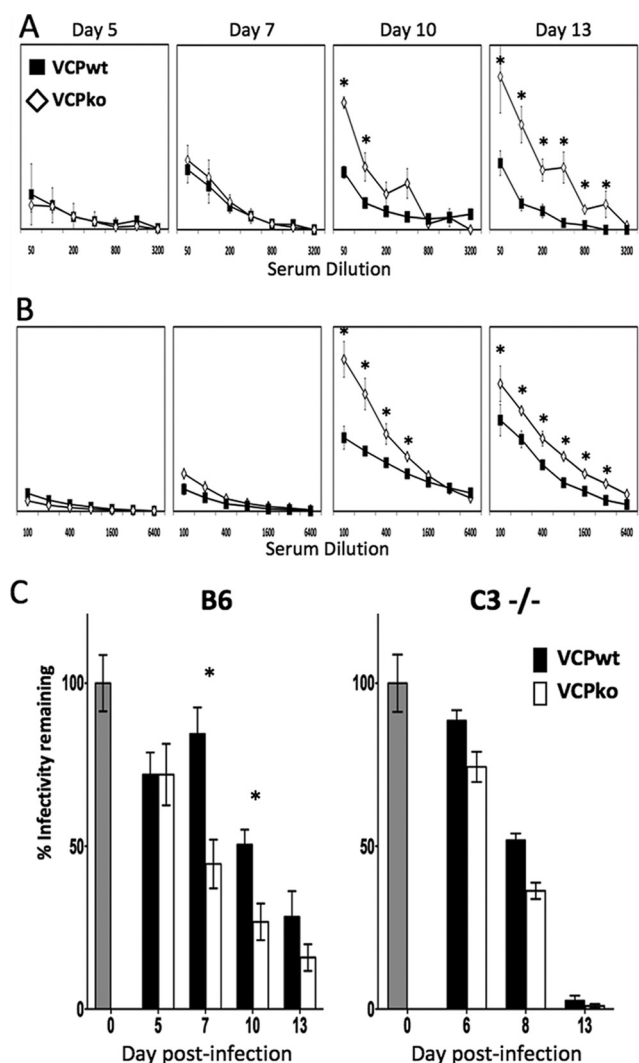 A
Day 5 Day 7 Day 10 Day 13
VCPwt
VCPko
* * * * * * * *
50 200 800 3200 50 200 800 3200 50 200 800 3200 50 200 800 3200
Serum Dilution
B
* * * * * * * * * *
100 400 1600 6400 100 400 1600 6400 100 400 1600 6400 100 400 1600 6400
Serum Dilution
C
B6 C3 -/-
VCPwt
VCPko
% Infectivity remaining
100 100
* *
50 50
0 0
0 5 7 10 13 0 6 8 13
Day post-infection Day post-infection